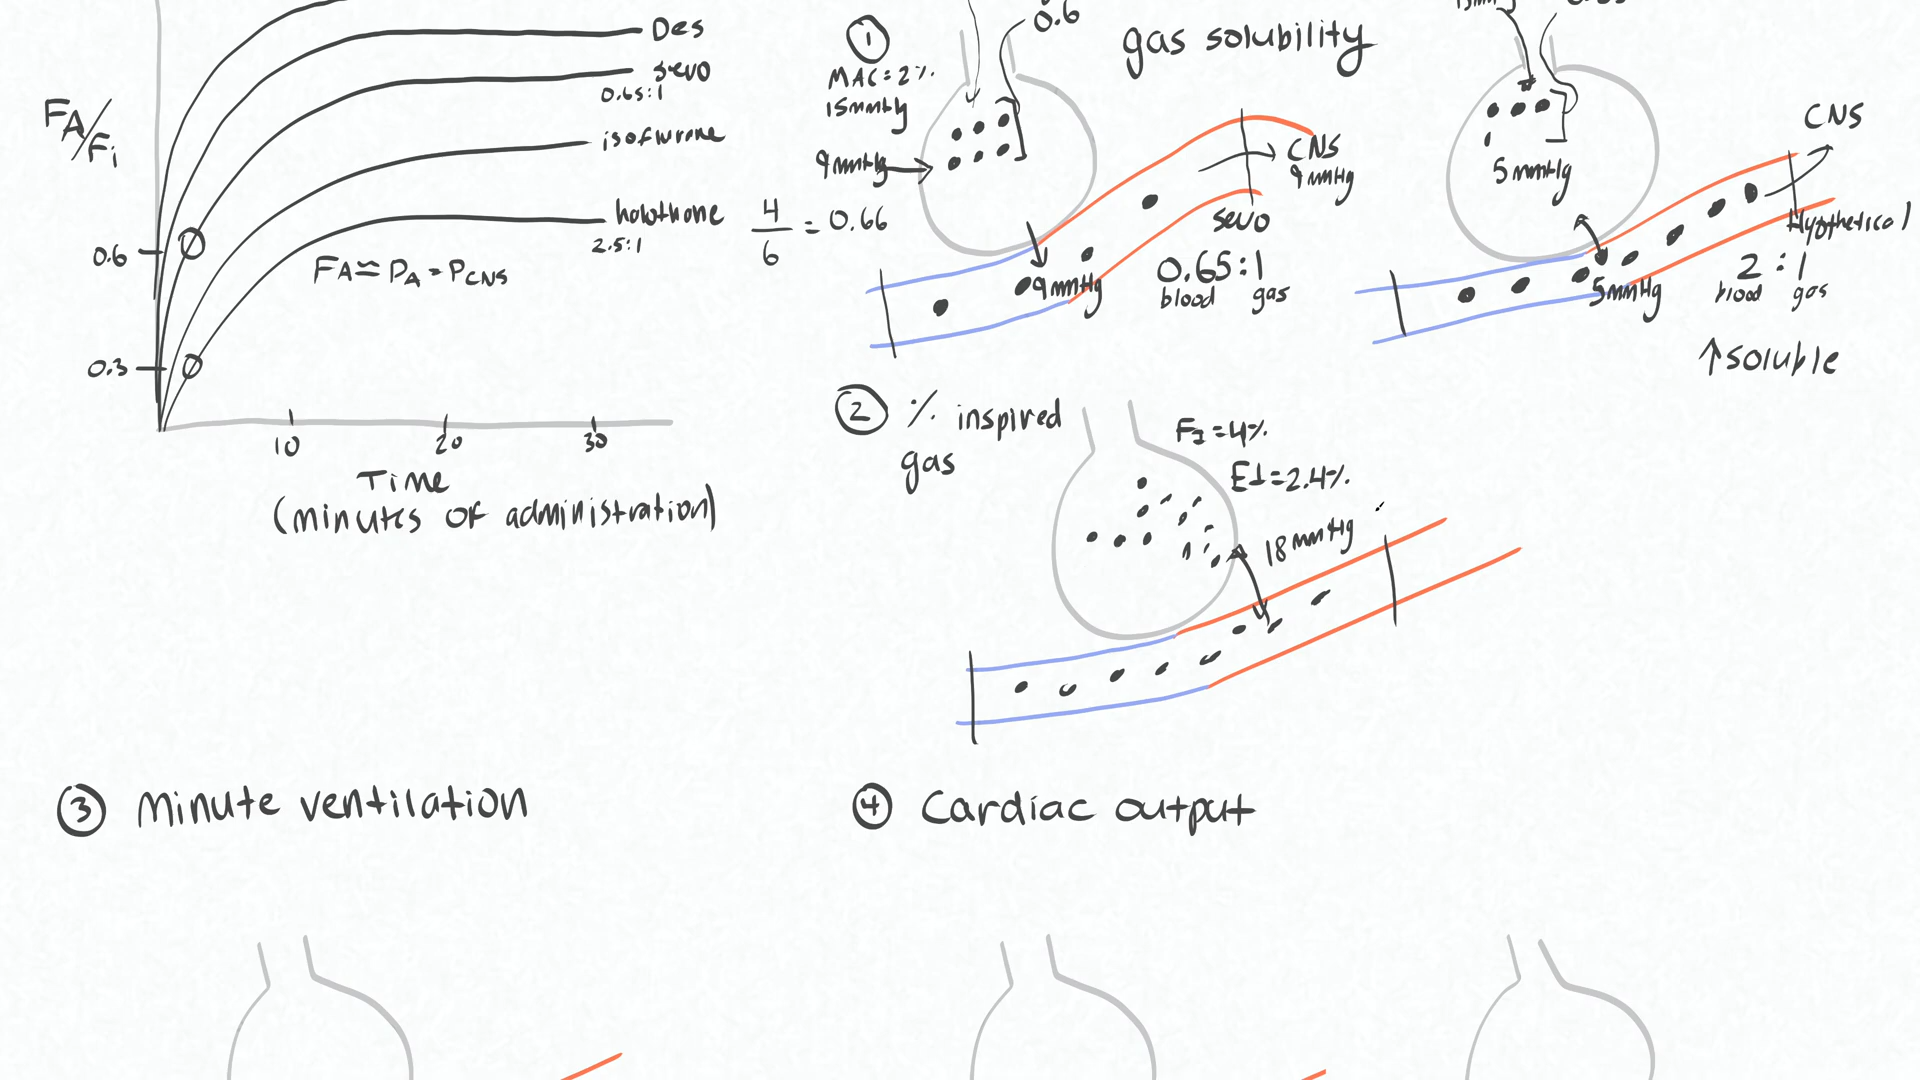 Des
sevo
0.65:1
FA/Fi
isoflurane
halothane
2.5:1
0.6
FA ≈ PA = PCNS
0.3
10 20 30
Time
(minutes of administration)
1
MAC=2%
15mmHg
0.6
9mmHg
4/6 = 0.66
gas solubility
CNS
9mmHg
sevo
0.65:1
blood gas
9mmHg
5mmHg
CNS
Hypothetical
2:1
blood gas
5mmHg
↑soluble
2 % inspired
gas
FI=4%
ET=2.4%
18mmHg
3 Minute ventilation
4 Cardiac output